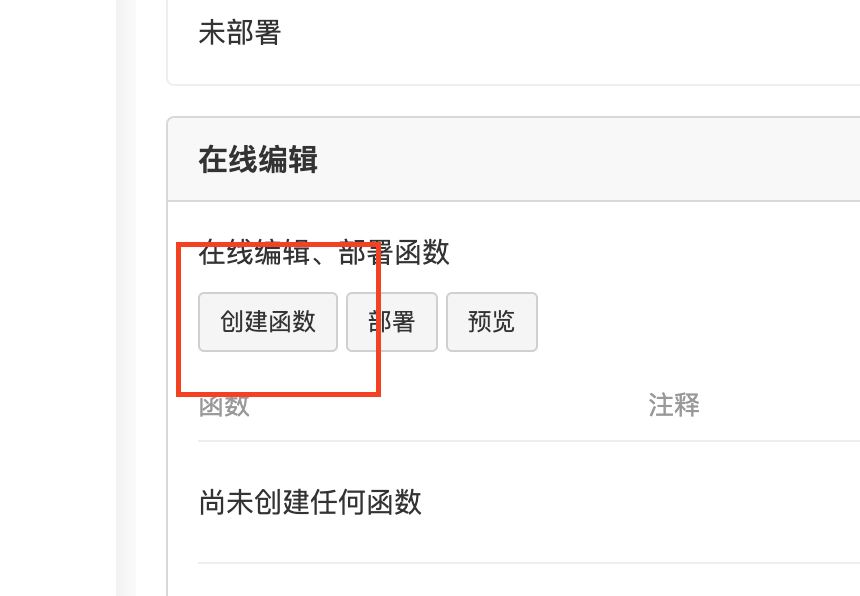 未部署
在线编辑
在线编辑、部署函数
创建函数 部署 预览
函数 注释
尚未创建任何函数